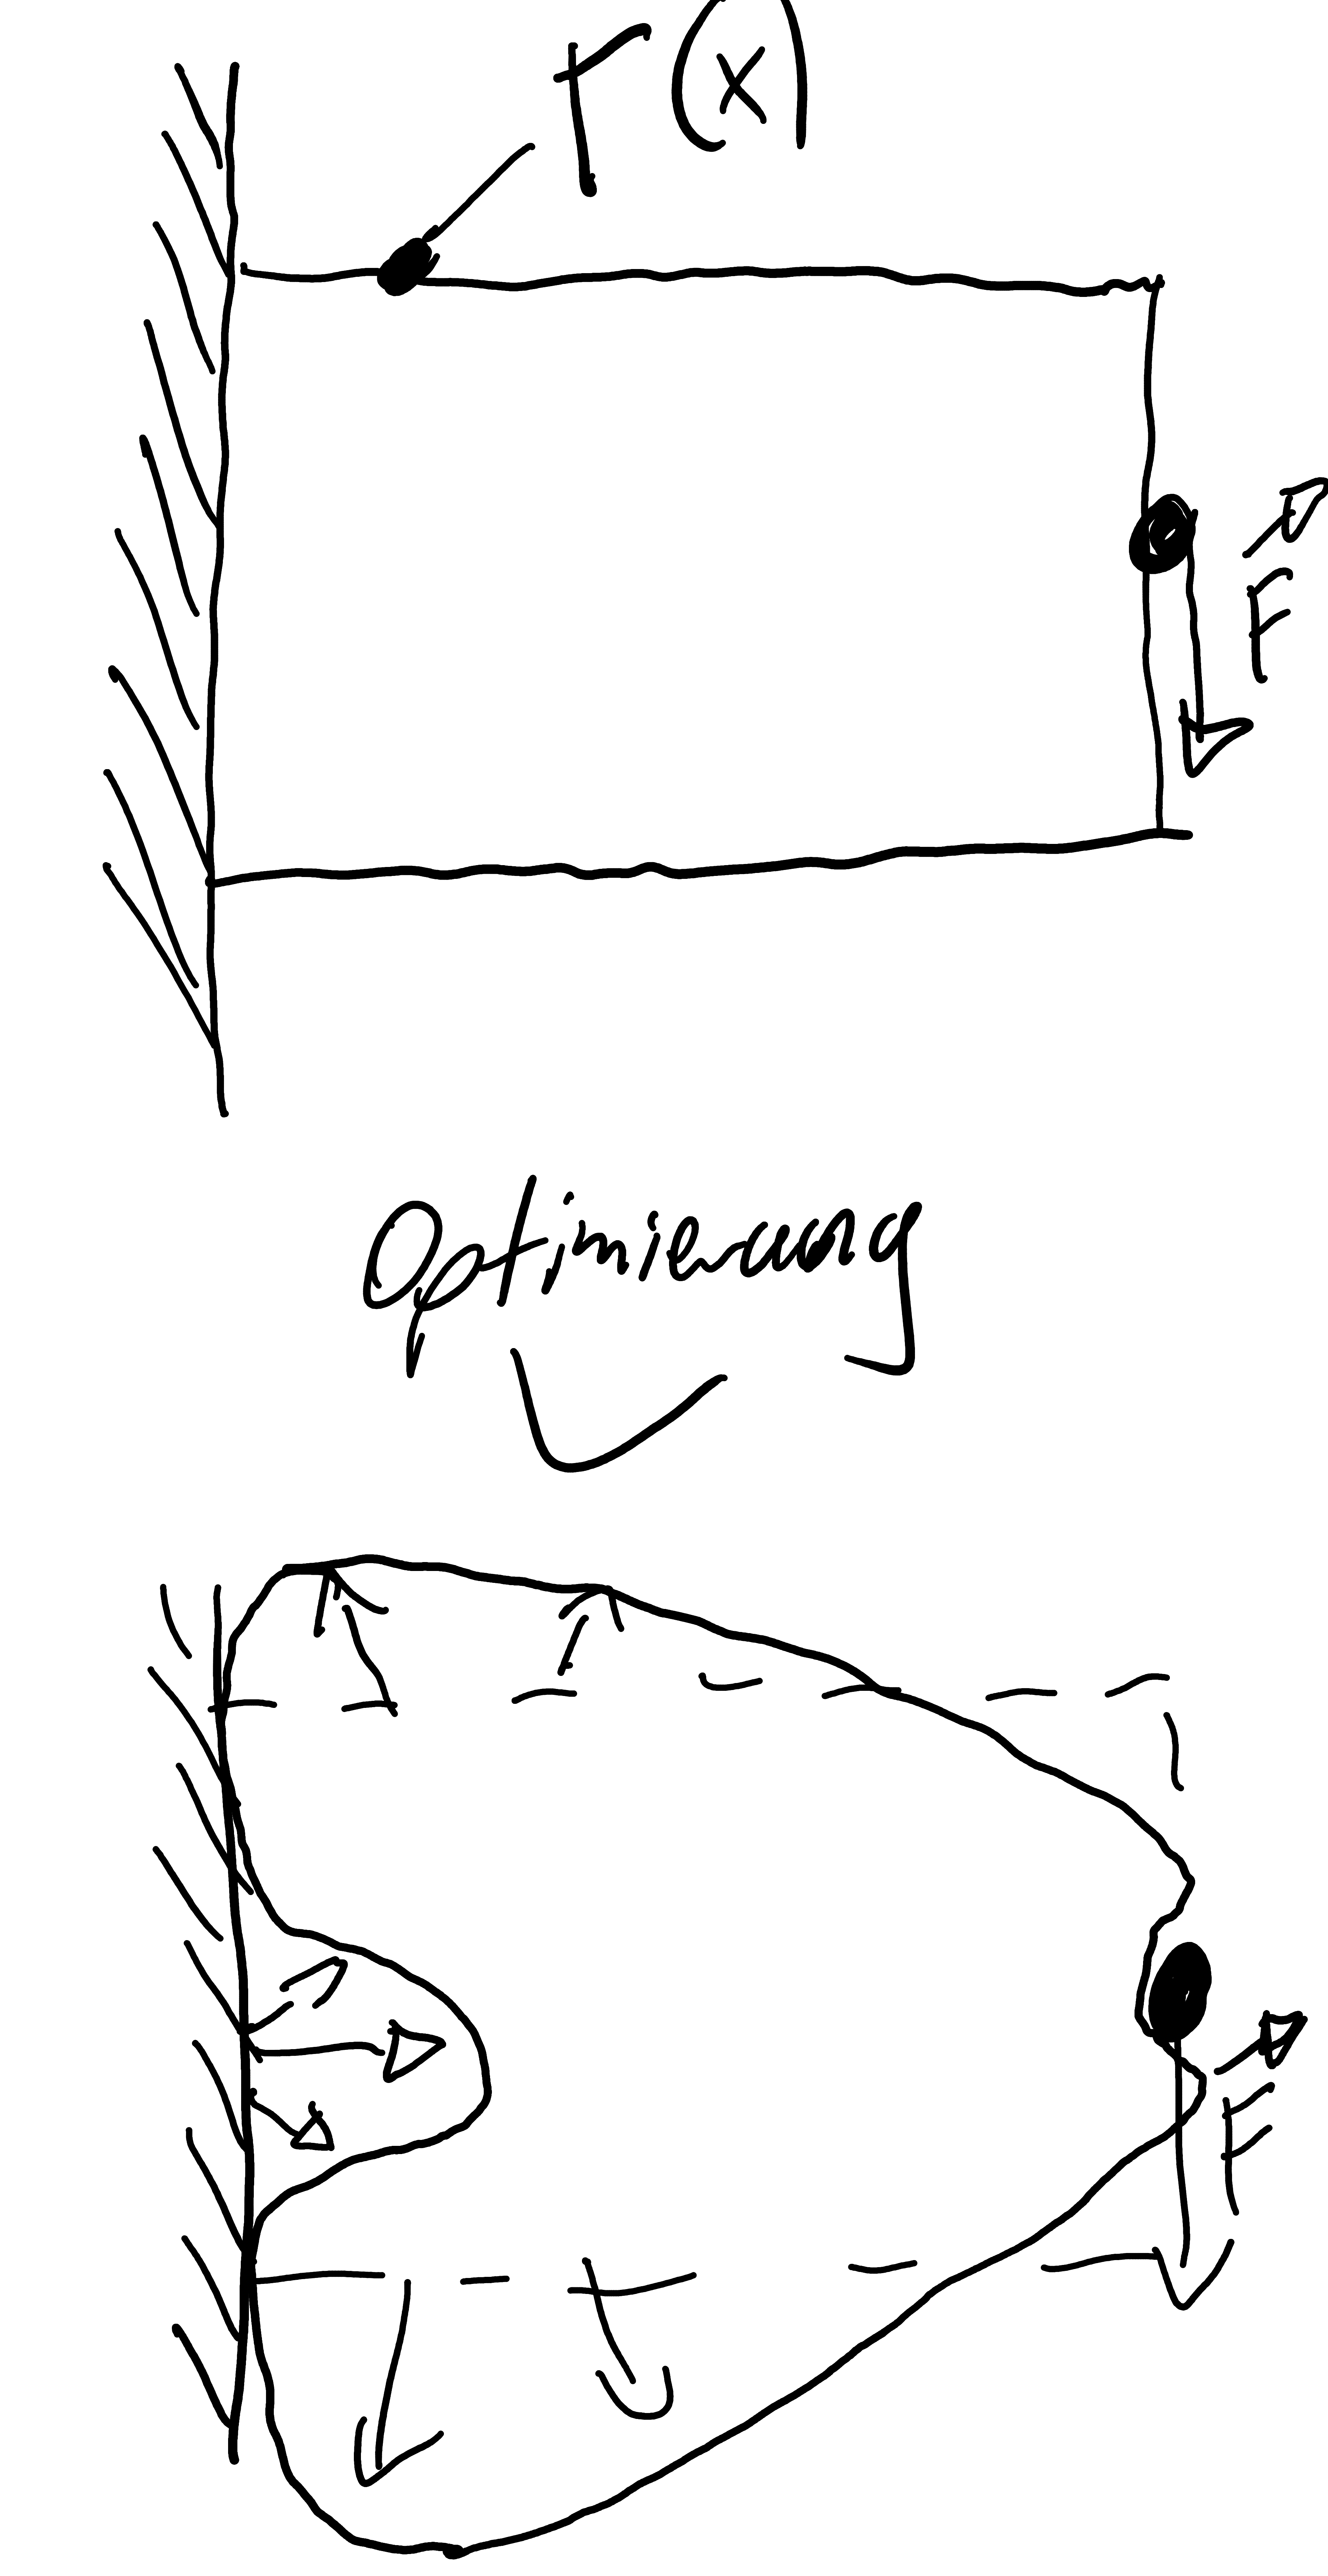 Γ(x)
F⃗
Optimierung
F⃗